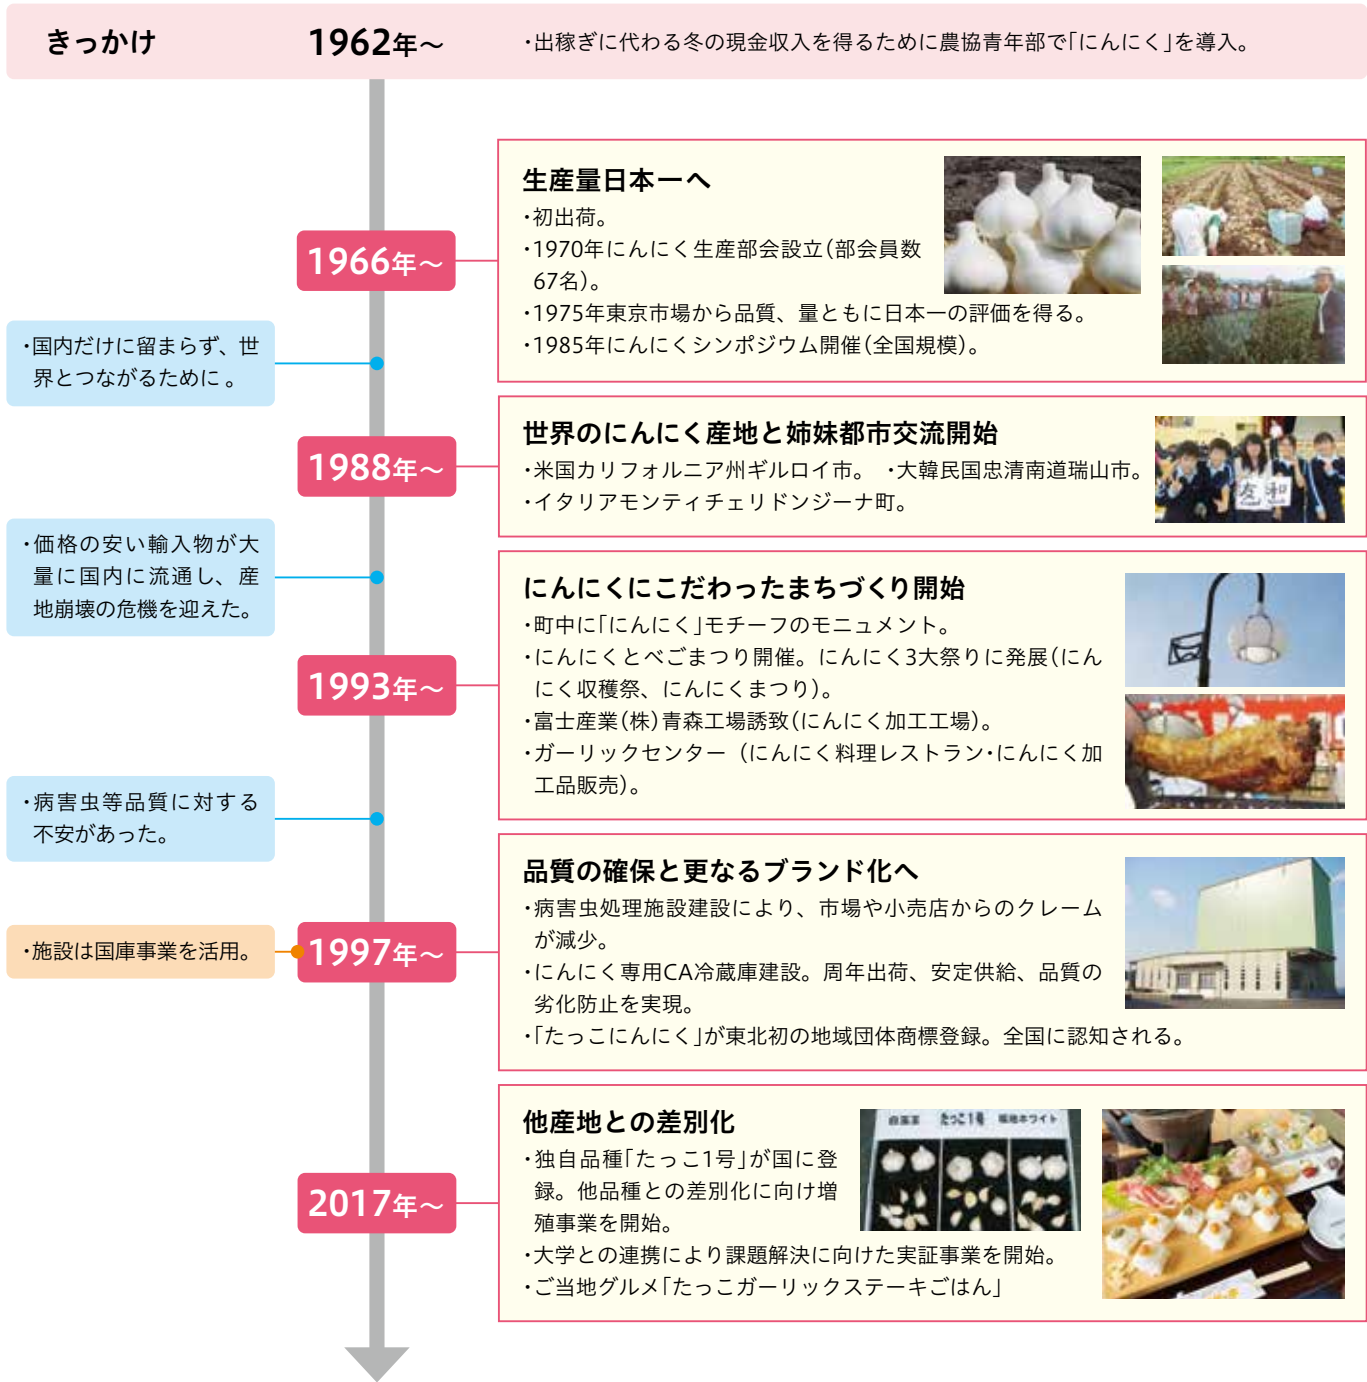 きっかけ
1962年～
・出稼ぎに代わる冬の現金収入を得るために農協青年部で「にんにく」を導入。
1966年～
生産量日本一へ
・初出荷。
・1970年にんにく生産部会設立（部会員数
67名）。
・1975年東京市場から品質、量ともに日本一の評価を得る。
・1985年にんにくシンポジウム開催（全国規模）。
・国内だけに留まらず、世
界とつながるために 。
1988年～
世界のにんにく産地と姉妹都市交流開始
・米国カリフォルニア州ギルロイ市。 ・大韓民国忠清南道瑞山市。
・イタリアモンティチェリドンジーナ町。
友和
・価格の安い輸入物が大
量に国内に流通し、産
地崩壊の危機を迎えた。
1993年～
にんにくにこだわったまちづくり開始
・町中に「にんにく」モチーフのモニュメント。
・にんにくとべごまつり開催。にんにく3大祭りに発展（にん
にく収穫祭、にんにくまつり）。
・富士産業（株）青森工場誘致（にんにく加工工場）。
・ガーリックセンター（にんにく料理レストラン・にんにく加
工品販売）。
・病害虫等品質に対する
不安があった。
・施設は国庫事業を活用。
1997年～
品質の確保と更なるブランド化へ
・病害虫処理施設建設により、市場や小売店からのクレーム
が減少。
・にんにく専用CA冷蔵庫建設。周年出荷、安定供給、品質の
劣化防止を実現。
・「たっこにんにく」が東北初の地域団体商標登録。全国に認知される。
2017年～
他産地との差別化
・独自品種「たっこ1号」が国に登
録。他品種との差別化に向け増
殖事業を開始。
・大学との連携により課題解決に向けた実証事業を開始。
・ご当地グルメ「たっこガーリックステーキごはん」
たっこ1号
福地ホワイト